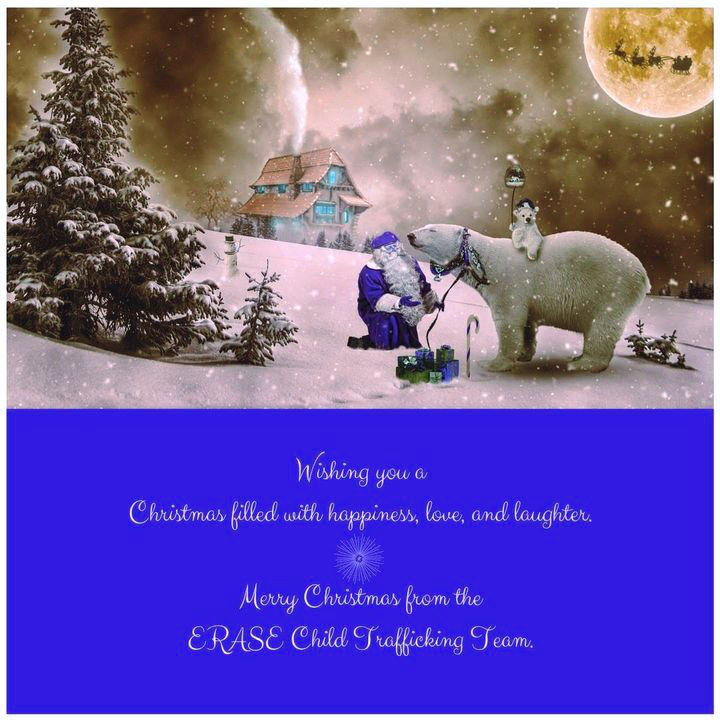 Wishing you a
Christmas filled with happiness, love, and laughter.
Merry Christmas from the
ERASE Child Trafficking Team.